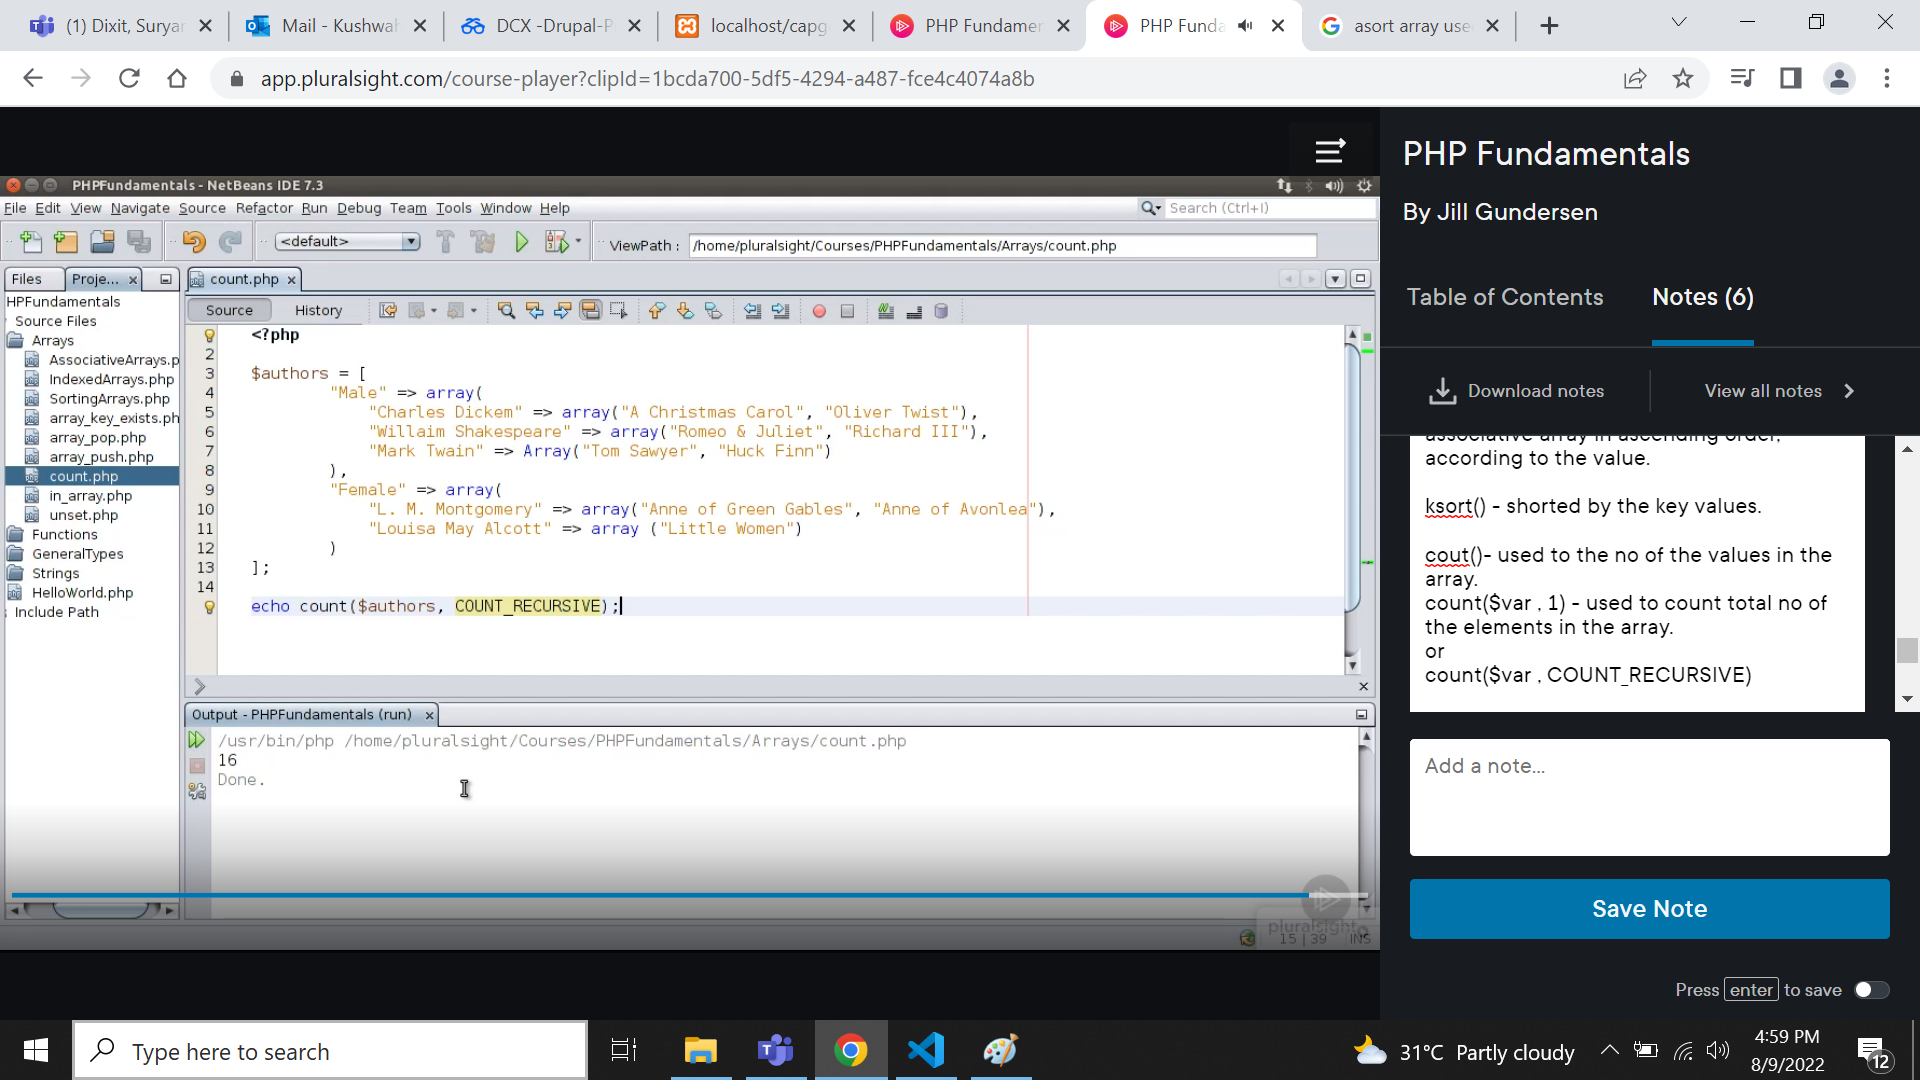 (1) Dixit, Suryar
Mail - Kushwah
DCX -Drupal-P
localhost/capg
PHP Fundamen
PHP Funda
asort array use
app.pluralsight.com/course-player?clipId=1bcda700-5df5-4294-a487-fce4c4074a8b
PHPFundamentals - NetBeans IDE 7.3
File Edit View Navigate Source Refactor Run Debug Team Tools Window Help
Search (Ctrl+I)
<default>
ViewPath : /home/pluralsight/Courses/PHPFundamentals/Arrays/count.php
Files
Proje...
count.php
Source
History
HPFundamentals
Source Files
Arrays
AssociativeArrays.p
IndexedArrays.php
SortingArrays.php
array_key_exists.ph
array_pop.php
array_push.php
count.php
in_array.php
unset.php
Functions
GeneralTypes
Strings
HelloWorld.php
Include Path
<?php
2
3 $authors = [
4 "Male" => array(
5 "Charles Dickem" => array("A Christmas Carol", "Oliver Twist"),
6 "Willaim Shakespeare" => array("Romeo & Juliet", "Richard III"),
7 "Mark Twain" => Array("Tom Sawyer", "Huck Finn")
8 ),
9 "Female" => array(
10 "L. M. Montgomery" => array("Anne of Green Gables", "Anne of Avonlea"),
11 "Louisa May Alcott" => array ("Little Women")
12 )
13 ];
14
echo count($authors, COUNT_RECURSIVE);
Output - PHPFundamentals (run)
/usr/bin/php /home/pluralsight/Courses/PHPFundamentals/Arrays/count.php
16
Done.
pluralsight
15 | 39 INS
PHP Fundamentals
By Jill Gundersen
Table of Contents
Notes (6)
Download notes
View all notes
associative array in ascending order,
according to the value.
ksort() - shorted by the key values.
cout()- used to the no of the values in the
array.
count($var , 1) - used to count total no of
the elements in the array.
or
count($var , COUNT_RECURSIVE)
Add a note...
Save Note
Press enter to save
Type here to search
31°C Partly cloudy
4:59 PM
8/9/2022
12